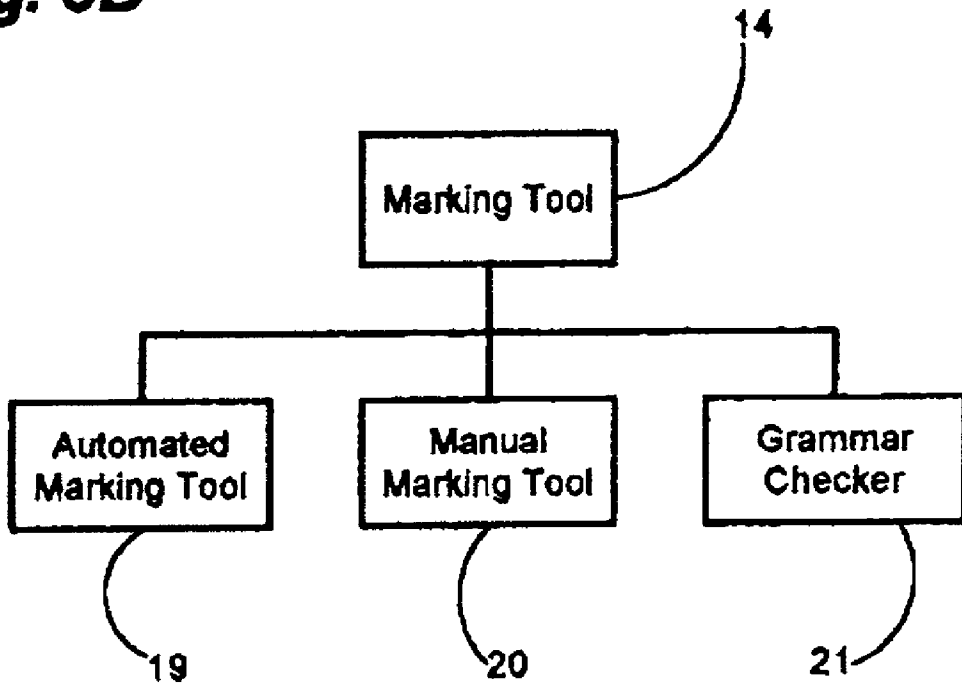 14
Marking Tool
Automated
Marking Tool
Manual
Marking Tool
Grammar
Checker
19
20
21